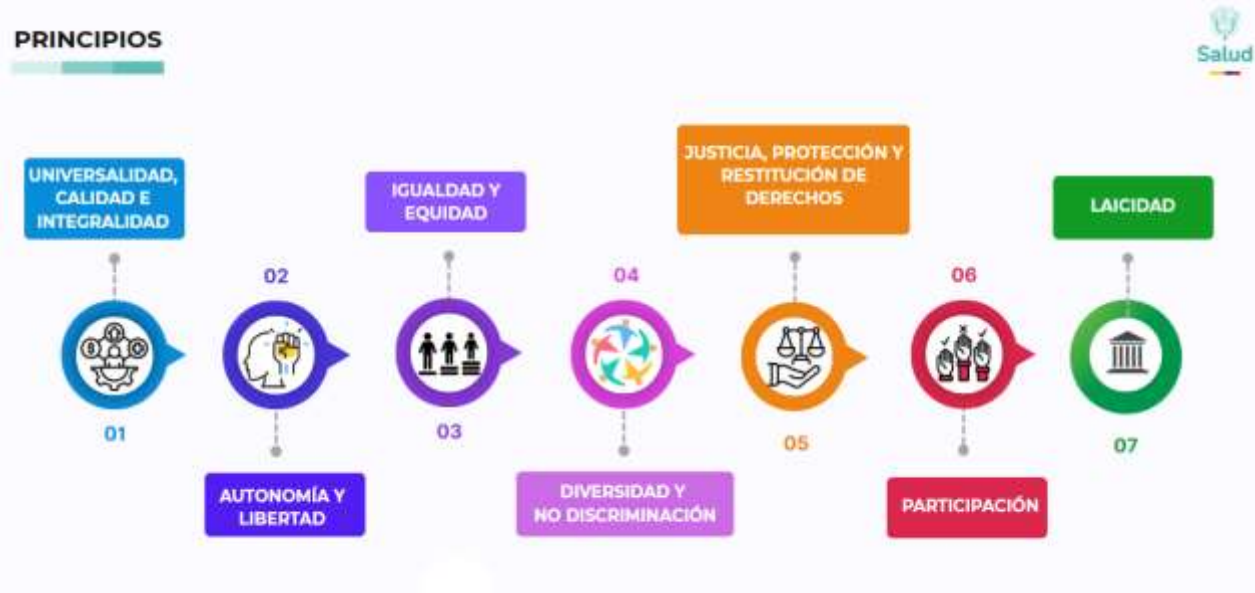 PRINCIPIOS
Salud
UNIVERSALIDAD,
CALIDAD E
INTEGRALIDAD
01
02
AUTONOMÍA Y
LIBERTAD
IGUALDAD Y
EQUIDAD
03
04
DIVERSIDAD Y
NO DISCRIMINACIÓN
JUSTICIA, PROTECCIÓN Y
RESTITUCIÓN DE
DERECHOS
05
06
PARTICIPACIÓN
LAICIDAD
07